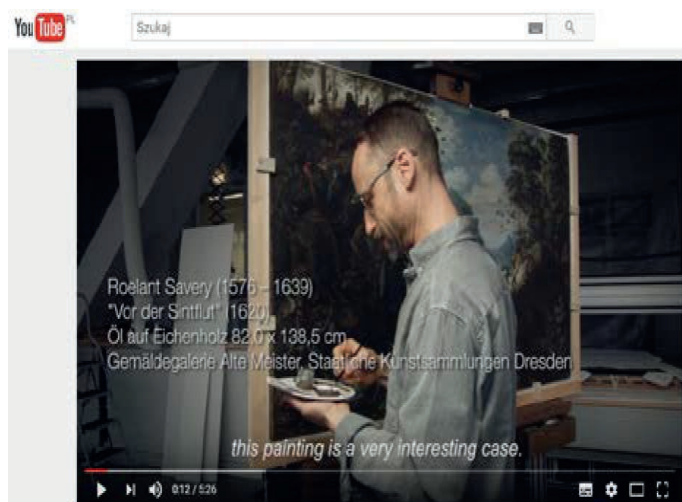 YouTube PL
Szukaj
Roelant Savery (1576 – 1639)
"Vor der Sintflut" (1620)
Öl auf Eichenholz 82,0 x 138,5 cm
Gemäldegalerie Alte Meister, Staatliche Kunstsammlungen Dresden
this painting is a very interesting case.
0:12 / 5:26